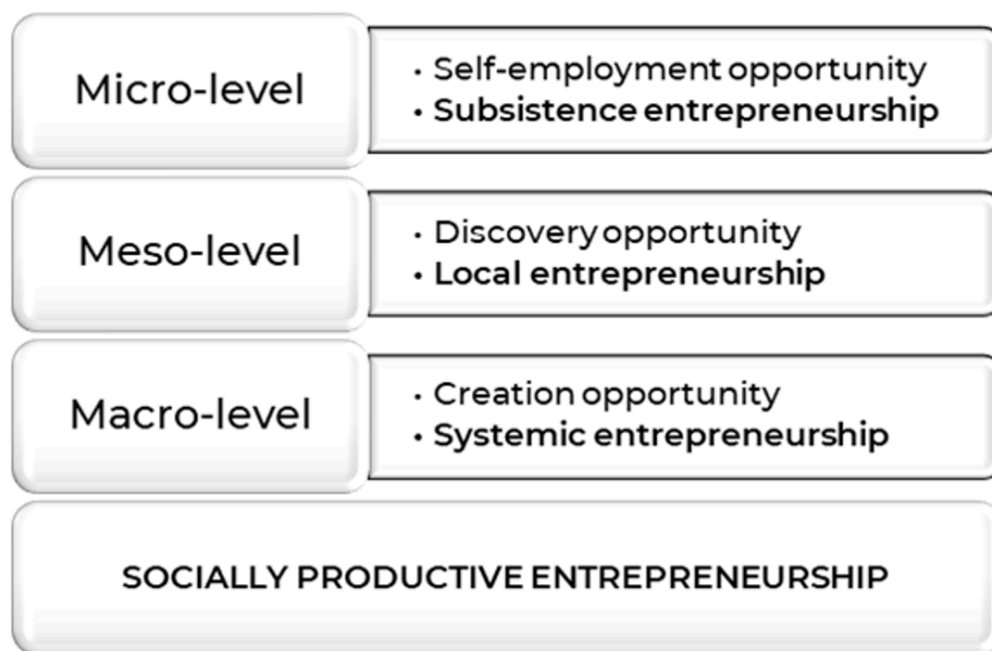 Micro-level
• Self-employment opportunity
• Subsistence entrepreneurship
Meso-level
• Discovery opportunity
• Local entrepreneurship
Macro-level
• Creation opportunity
• Systemic entrepreneurship
SOCIALLY PRODUCTIVE ENTREPRENEURSHIP